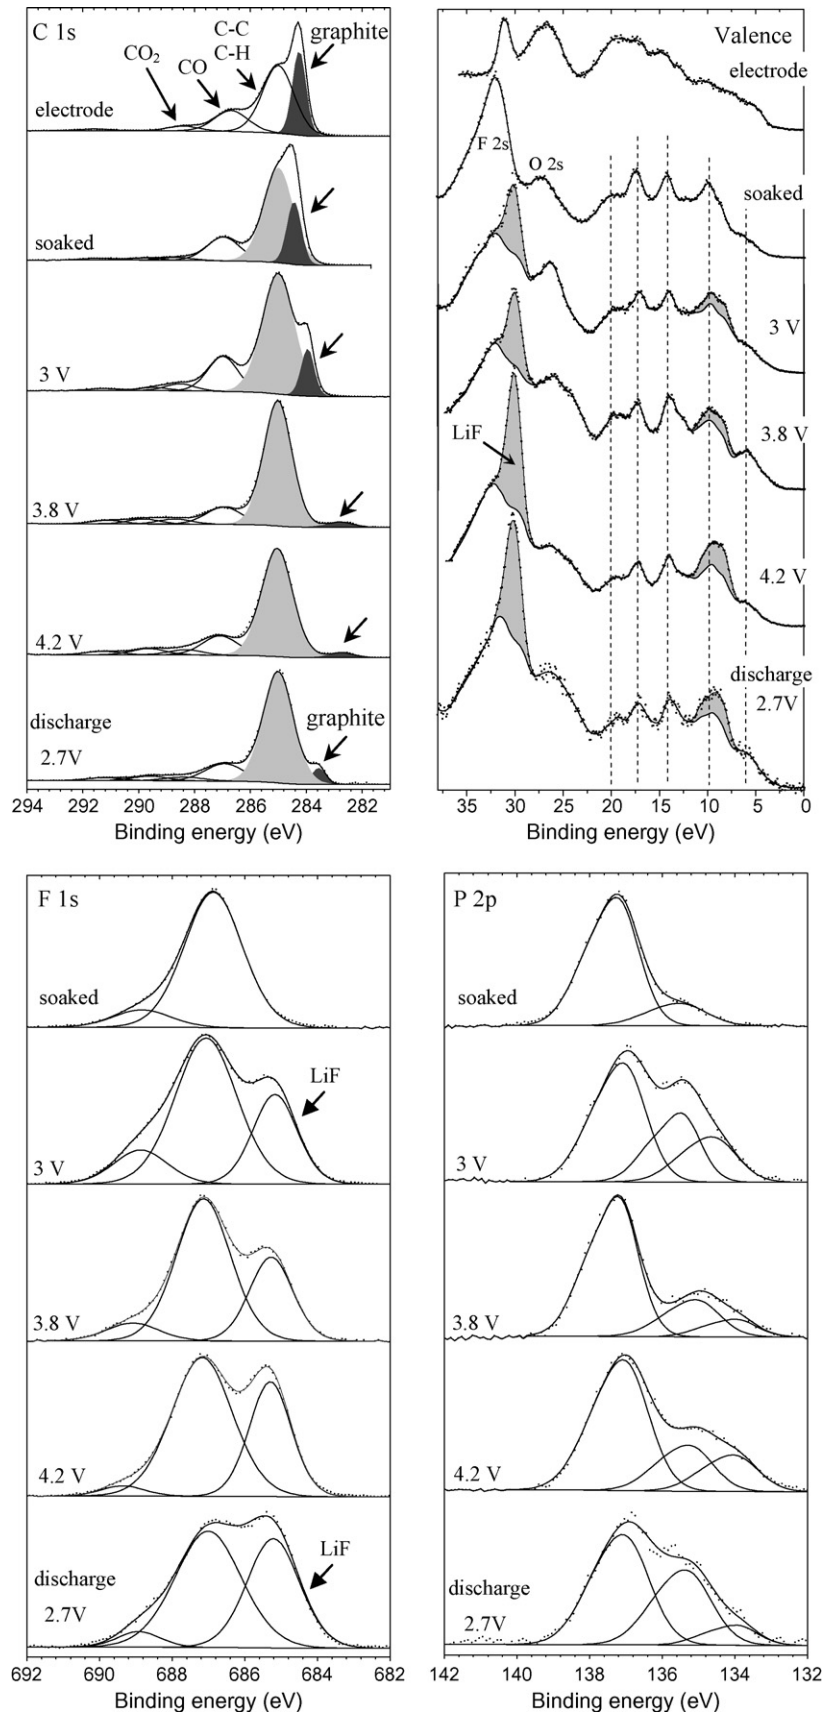 C 1s
CO₂
CO
C-C
C-H
graphite
electrode
soaked
3 V
3.8 V
4.2 V
discharge
2.7V
graphite
294 292 290 288 286 284 282
Binding energy (eV)
Valence
electrode
F 2s
O 2s
soaked
3 V
3.8 V
LiF
4.2 V
discharge
2.7V
35 30 25 20 15 10 5 0
Binding energy (eV)
F 1s
soaked
LiF
3 V
3.8 V
4.2 V
LiF
discharge
2.7V
692 690 688 686 684 682
Binding energy (eV)
P 2p
soaked
3 V
3.8 V
4.2 V
discharge
2.7V
142 140 138 136 134 132
Binding energy (eV)